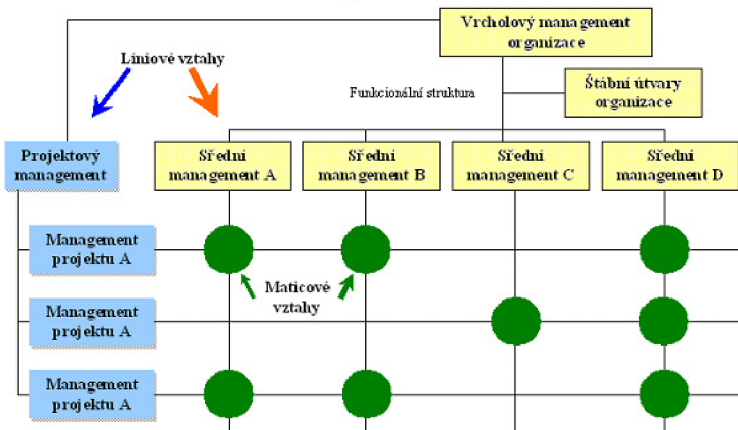 Vrcholový management
organizace
Líniové vztahy
Funkcionální struktura
Štábní útvary
organizace
Projektový
management
Střední
management A
Střední
management B
Střední
management C
Střední
management D
Management
projektu A
Maticové
vztahy
Management
projektu A
Management
projektu A